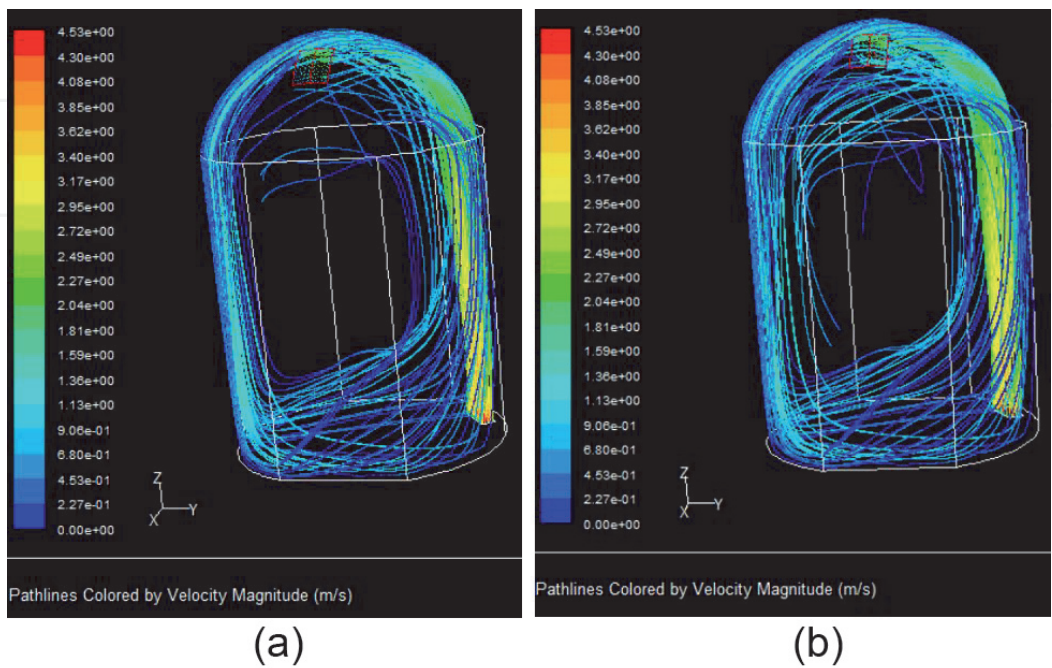 4.53e+00
4.30e+00
4.08e+00
3.85e+00
3.62e+00
3.40e+00
3.17e+00
2.95e+00
2.72e+00
2.49e+00
2.27e+00
2.04e+00
1.81e+00
1.59e+00
1.36e+00
1.13e+00
9.06e-01
6.80e-01
4.53e-01
2.27e-01
0.00e+00
Z
X
Y
Pathlines Colored by Velocity Magnitude (m/s)
(a)
4.53e+00
4.30e+00
4.08e+00
3.85e+00
3.62e+00
3.40e+00
3.17e+00
2.95e+00
2.72e+00
2.49e+00
2.27e+00
2.04e+00
1.81e+00
1.59e+00
1.36e+00
1.13e+00
9.06e-01
6.80e-01
4.53e-01
2.27e-01
0.00e+00
Z
X
Y
Pathlines Colored by Velocity Magnitude (m/s)
(b)